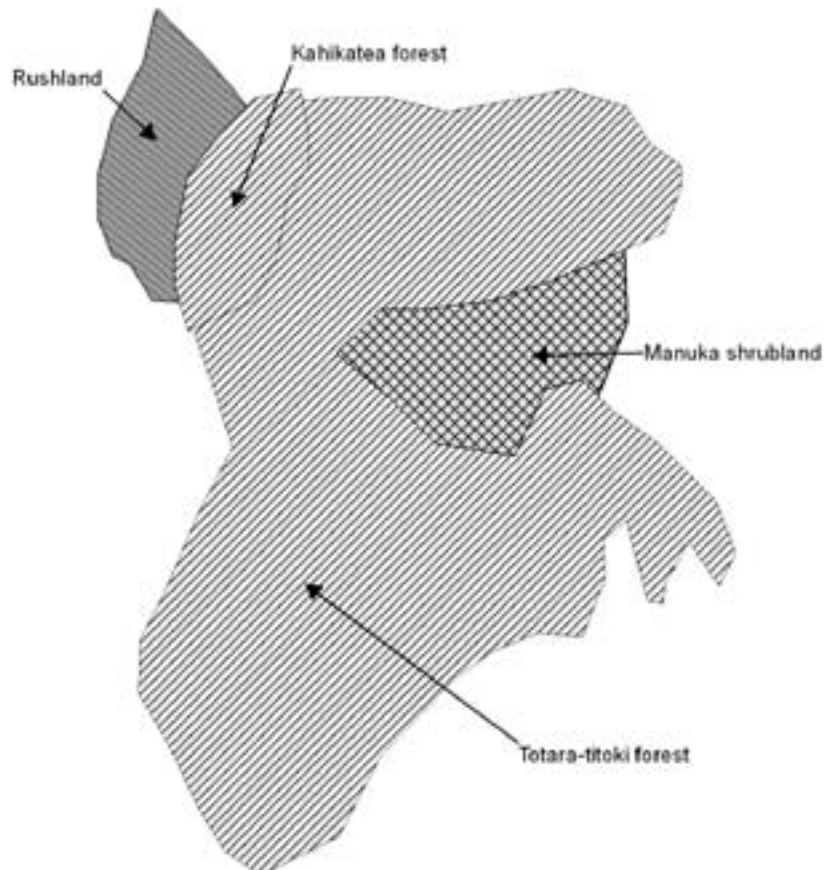 Kahikatea forest
Rushland
Manuka shrubland
Totara-titoki forest